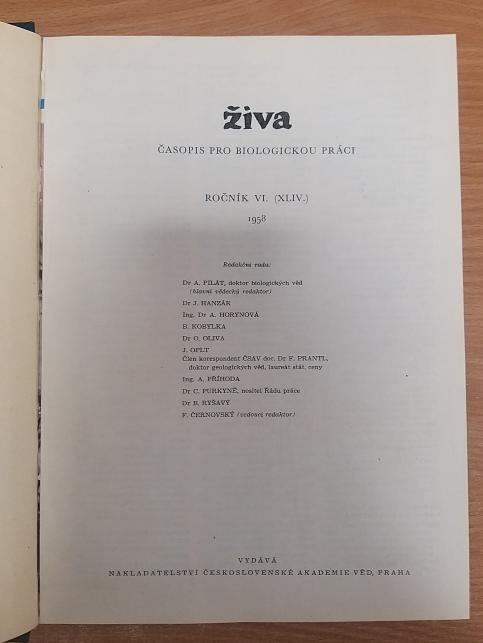 živa
ČASOPIS PRO BIOLOGICKOU PRÁCI
ROČNÍK VI. (XLIV.)
1958
Redakční rada:
Dr A. PILÁT, doktor biologických věd
(hlavní vědecký redaktor)
Dr J. HANZÁK
Ing. Dr A. HORYNOVÁ
B. KOBYLKA
Dr O. OLIVA
J. OPLT
Člen korespondent ČSAV doc. Dr F. PRANTL,
doktor geologických věd, laureát stát. ceny
Ing. A. PŘÍHODA
Dr C. PURKYNĚ, nositel Řádu práce
Dr B. RYŠAVÝ
F. ČERNOVSKÝ (vedoucí redaktor)
VYDÁVÁ
NAKLADATELSTVÍ ČESKOSLOVENSKÉ AKADEMIE VĚD, PRAHA